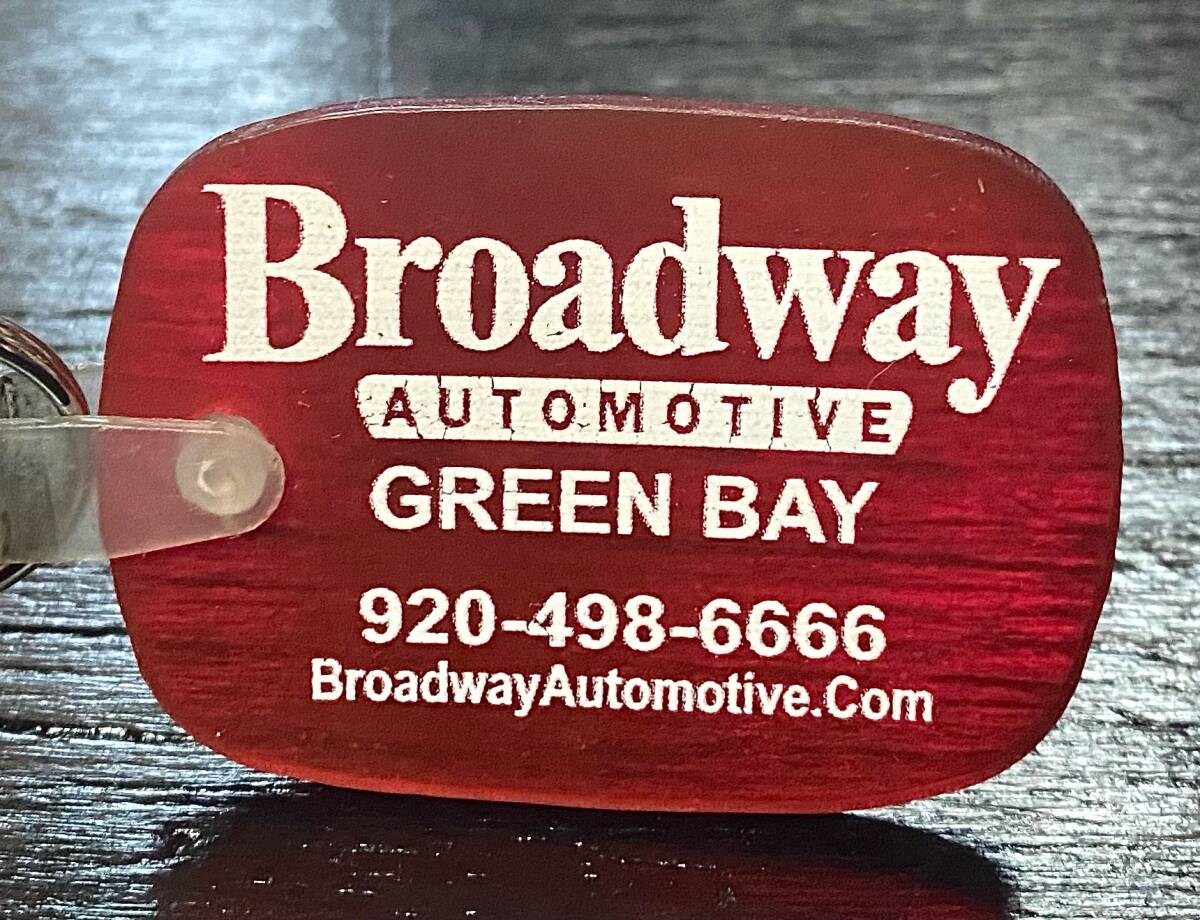 Broadway
AUTOMOTIVE
GREEN BAY
920-498-6666
BroadwayAutomotive.Com